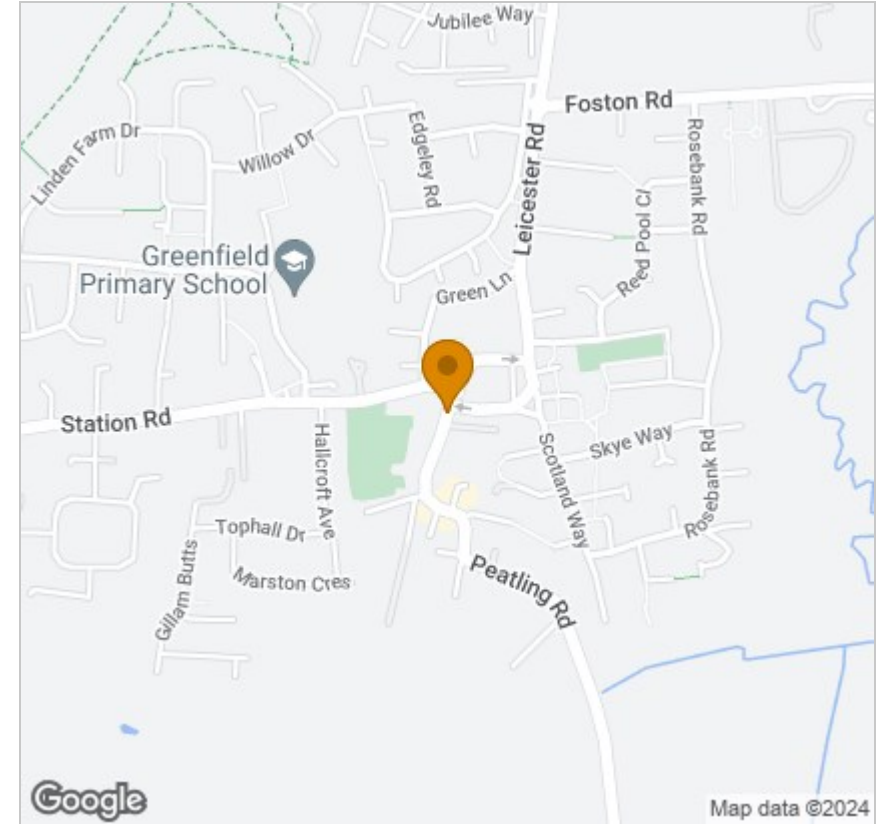 Jubilee Way
Foston Rd
Linden Farm Dr
Willow Dr
Edgeley Rd
Leicester Rd
Rosebank Rd
Reed Pool Cl
Greenfield
Primary School
Green Ln
Station Rd
Hallcroft Ave
Scotland Way
Skye Way
Rosebank Rd
Tophall Dr
Marston Cres
Gillam Butts
Peatling Rd
Google
Map data ©2024